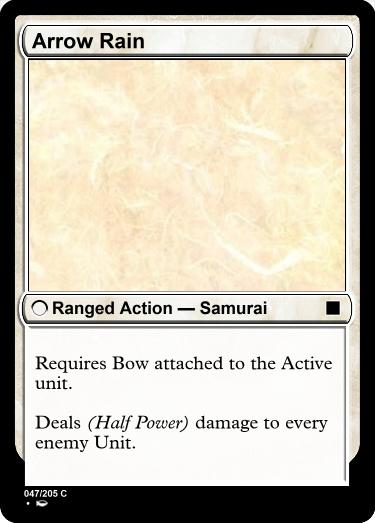 Arrow Rain
Ranged Action — Samurai
Requires Bow attached to the Active
unit.
Deals (Half Power) damage to every
enemy Unit.
047/205 C